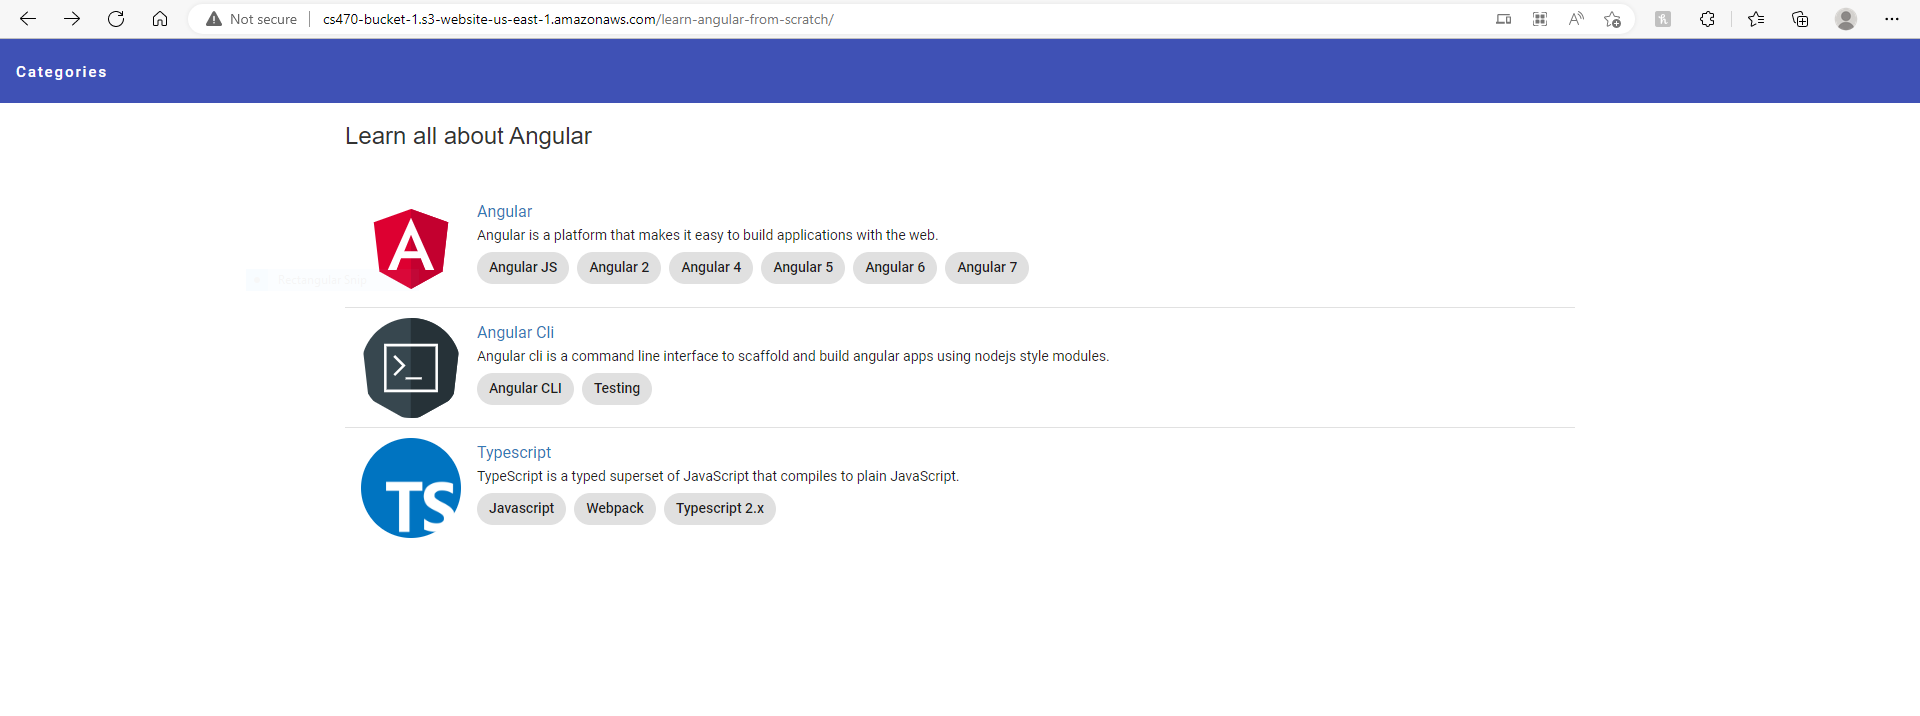 Not secure cs470-bucket-1.s3-website-us-east-1.amazonaws.com/learn-angular-from-scratch/
Categories
Learn all about Angular
Angular
Angular is a platform that makes it easy to build applications with the web.
Angular JS Angular 2 Angular 4 Angular 5 Angular 6 Angular 7
Rectangular Snip
Angular Cli
Angular cli is a command line interface to scaffold and build angular apps using nodejs style modules.
Angular CLI Testing
Typescript
TypeScript is a typed superset of JavaScript that compiles to plain JavaScript.
TS
Javascript Webpack Typescript 2.x